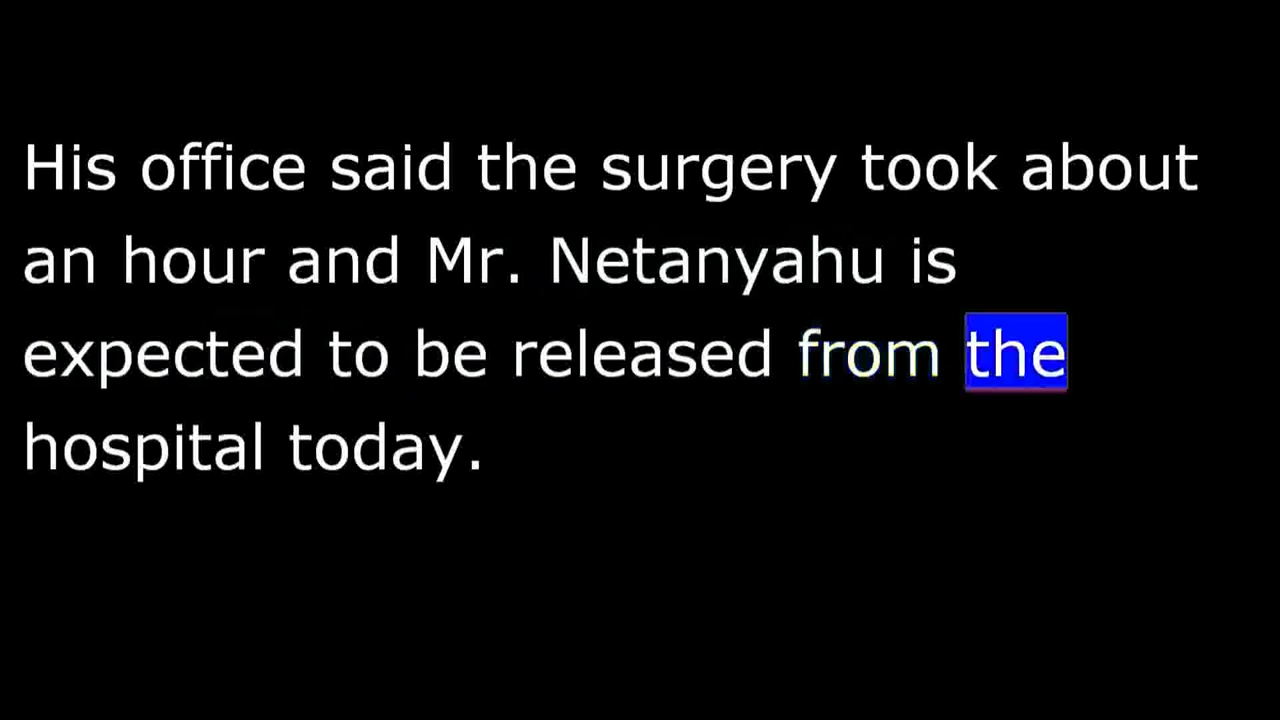 His office said the surgery took about
an hour and Mr. Netanyahu is
expected to be released from the
hospital today.